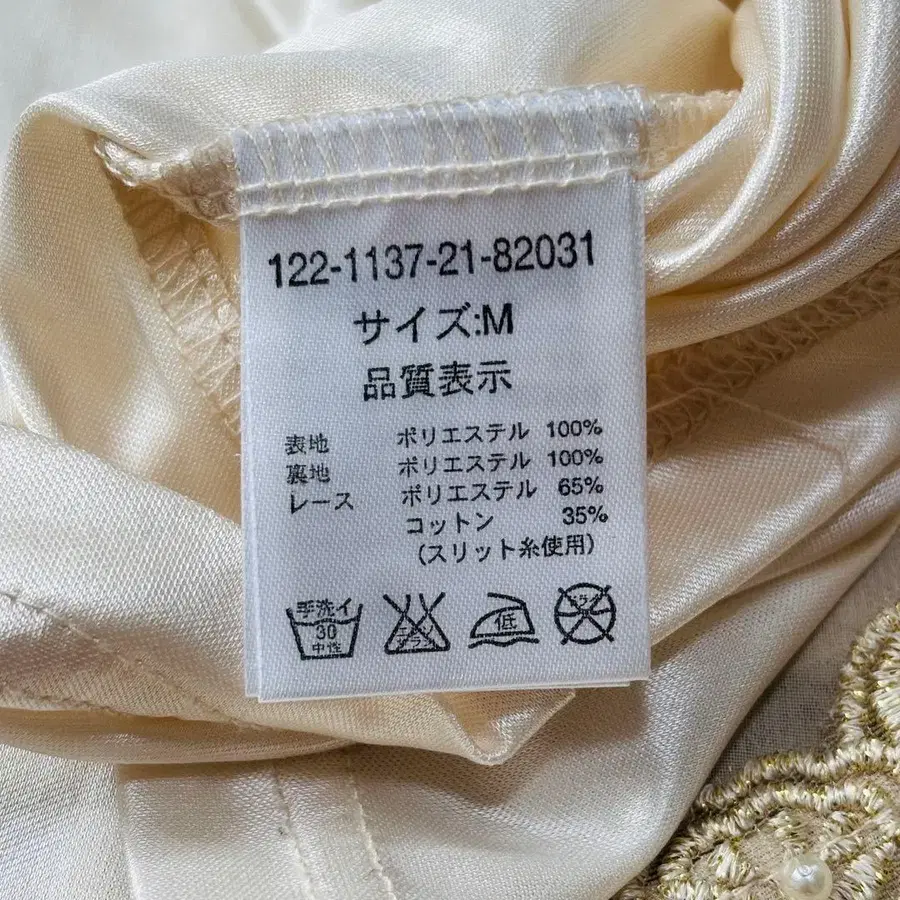 122-1137-21-82031
サイズ:M
品質表示
表地 ポリエステル 100%
裏地 ポリエステル 100%
レース ポリエステル 65%
コットン 35%
(スリット糸使用)
手洗イ
30
中性
低